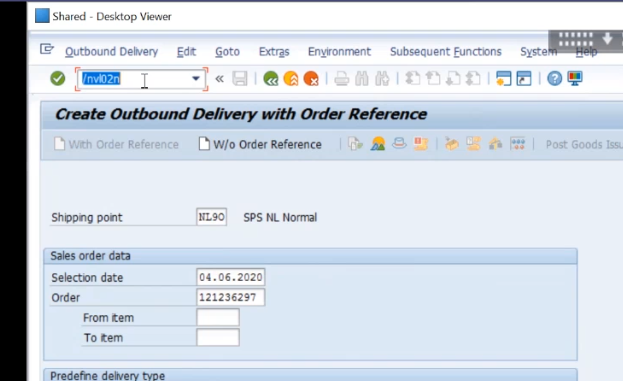 Shared - Desktop Viewer
Outbound Delivery Edit Goto Extras Environment Subsequent Functions System Help
/nvl02n
Create Outbound Delivery with Order Reference
With Order Reference W/o Order Reference Post Goods Issu
Shipping point NL90 SPS NL Normal
Sales order data
Selection date 04.06.2020
Order 121236297
From item
To item
Predefine delivery type